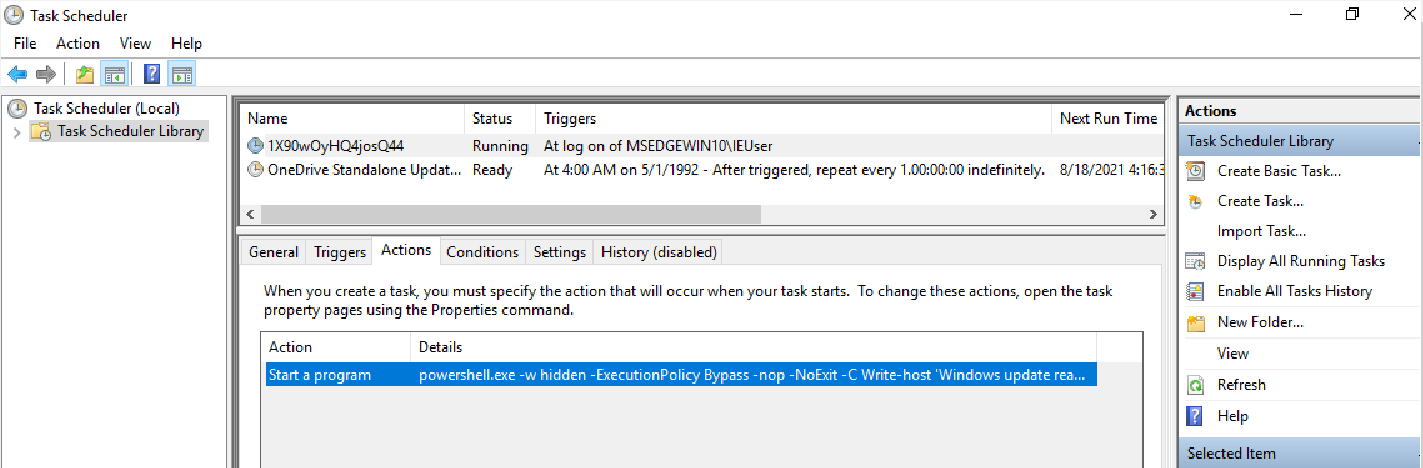 Task Scheduler
File Action View Help
Task Scheduler (Local)
Task Scheduler Library
Name Status Triggers Next Run Time
1X90wOyHQ4josQ44 Running At log on of MSEDGEWIN10\IEUser
OneDrive Standalone Updat... Ready At 4:00 AM on 5/1/1992 - After triggered, repeat every 1.00:00:00 indefinitely. 8/18/2021 4:16:3
General Triggers Actions Conditions Settings History (disabled)
When you create a task, you must specify the action that will occur when your task starts. To change these actions, open the task
property pages using the Properties command.
Action Details
Start a program powershell.exe -w hidden -ExecutionPolicy Bypass -nop -NoExit -C Write-host 'Windows update rea...
Actions
Task Scheduler Library
Create Basic Task...
Create Task...
Import Task...
Display All Running Tasks
Enable All Tasks History
New Folder...
View
Refresh
Help
Selected Item